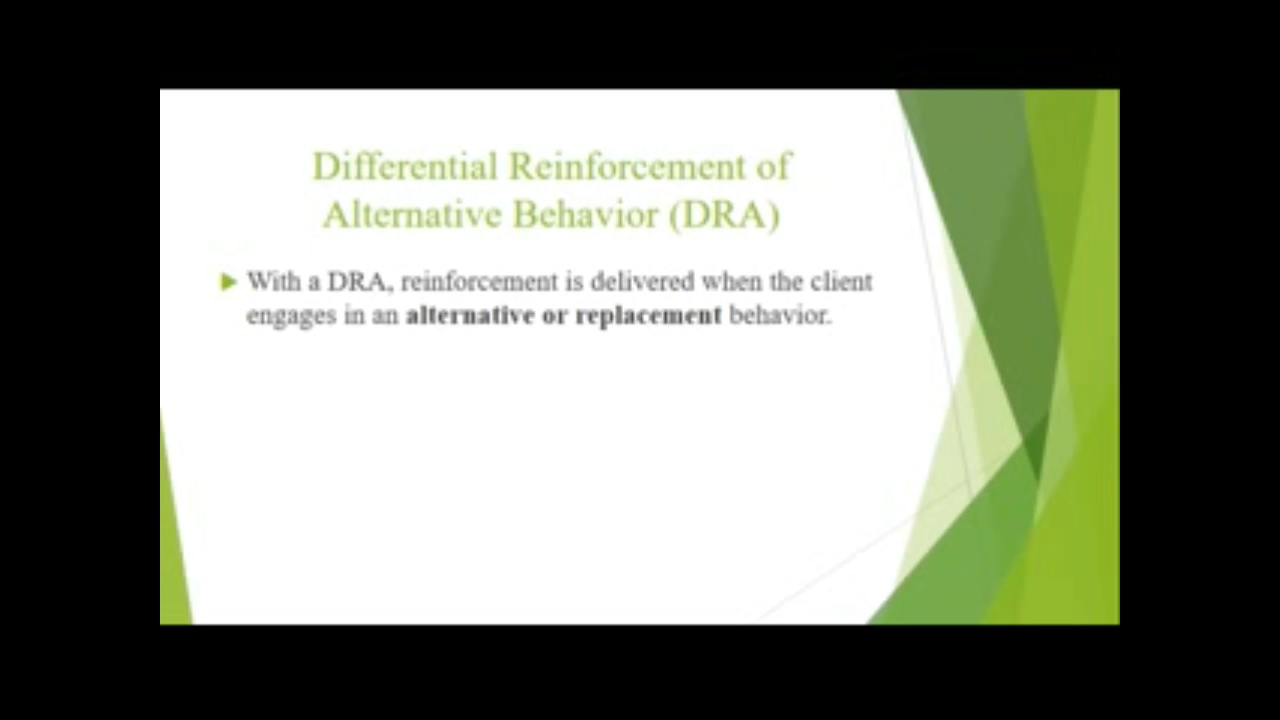 Differential Reinforcement of
Alternative Behavior (DRA)
With a DRA, reinforcement is delivered when the client
engages in an alternative or replacement behavior.